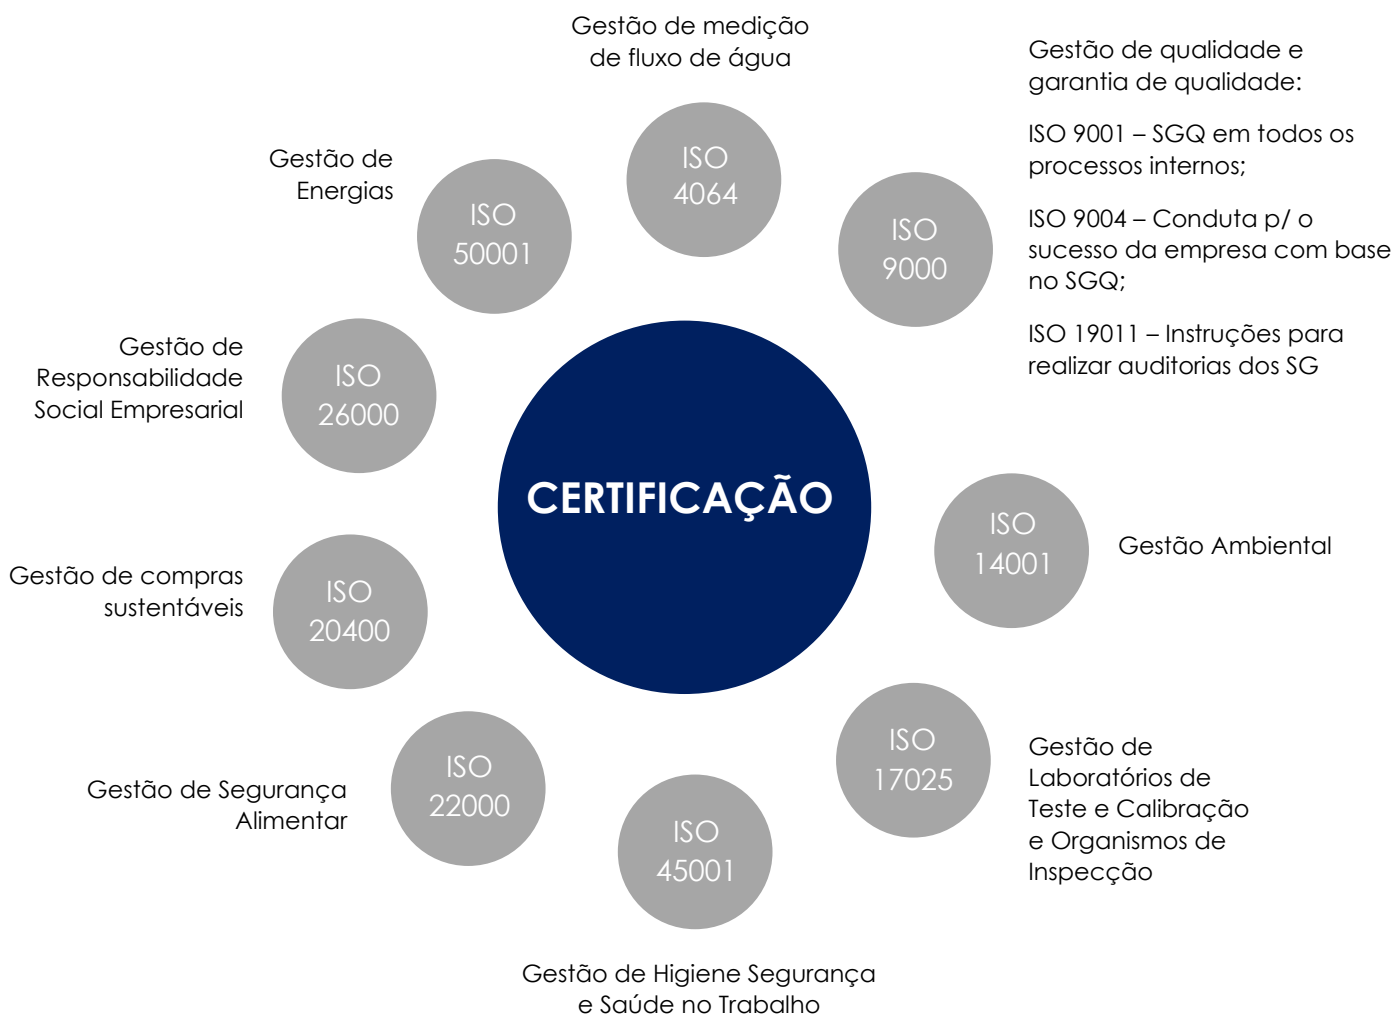 Gestão de medição
de fluxo de água
ISO
4064
Gestão de qualidade e
garantia de qualidade:
ISO 9001 – SGQ em todos os
processos internos;
ISO 9004 – Conduta p/ o
sucesso da empresa com base
no SGQ;
ISO 19011 – Instruções para
realizar auditorias dos SG
ISO
9000
Gestão de
Energias
ISO
50001
Gestão de
Responsabilidade
Social Empresarial
ISO
26000
CERTIFICAÇÃO
ISO
14001
Gestão Ambiental
Gestão de compras
sustentáveis
ISO
20400
ISO
17025
Gestão de
Laboratórios de
Teste e Calibração
e Organismos de
Inspecção
Gestão de Segurança
Alimentar
ISO
22000
ISO
45001
Gestão de Higiene Segurança
e Saúde no Trabalho